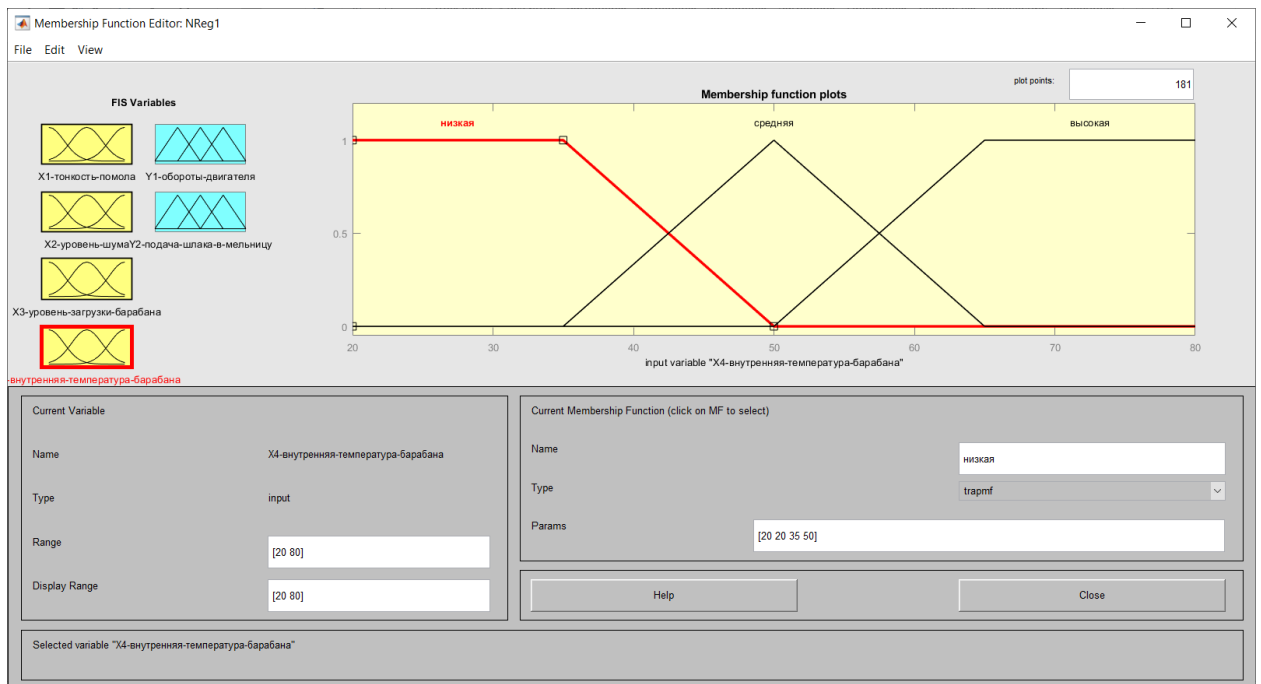 Membership Function Editor: NReg1
File Edit View
FIS Variables
X1-тонкость-помола Y1-обороты-двигателя
X2-уровень-шумаY2-подача-шлака-в-мельницу
X3-уровень-загрузки-барабана
-внутренняя-температура-барабана
plot points: 181
Membership function plots
низкая средняя высокая
1
0.5
0
20 30 40 50 60 70 80
input variable "X4-внутренняя-температура-барабана"
Current Variable
Name X4-внутренняя-температура-барабана
Type input
Range [20 80]
Display Range [20 80]
Current Membership Function (click on MF to select)
Name низкая
Type trapmf
Params [20 20 35 50]
Help Close
Selected variable "X4-внутренняя-температура-барабана"